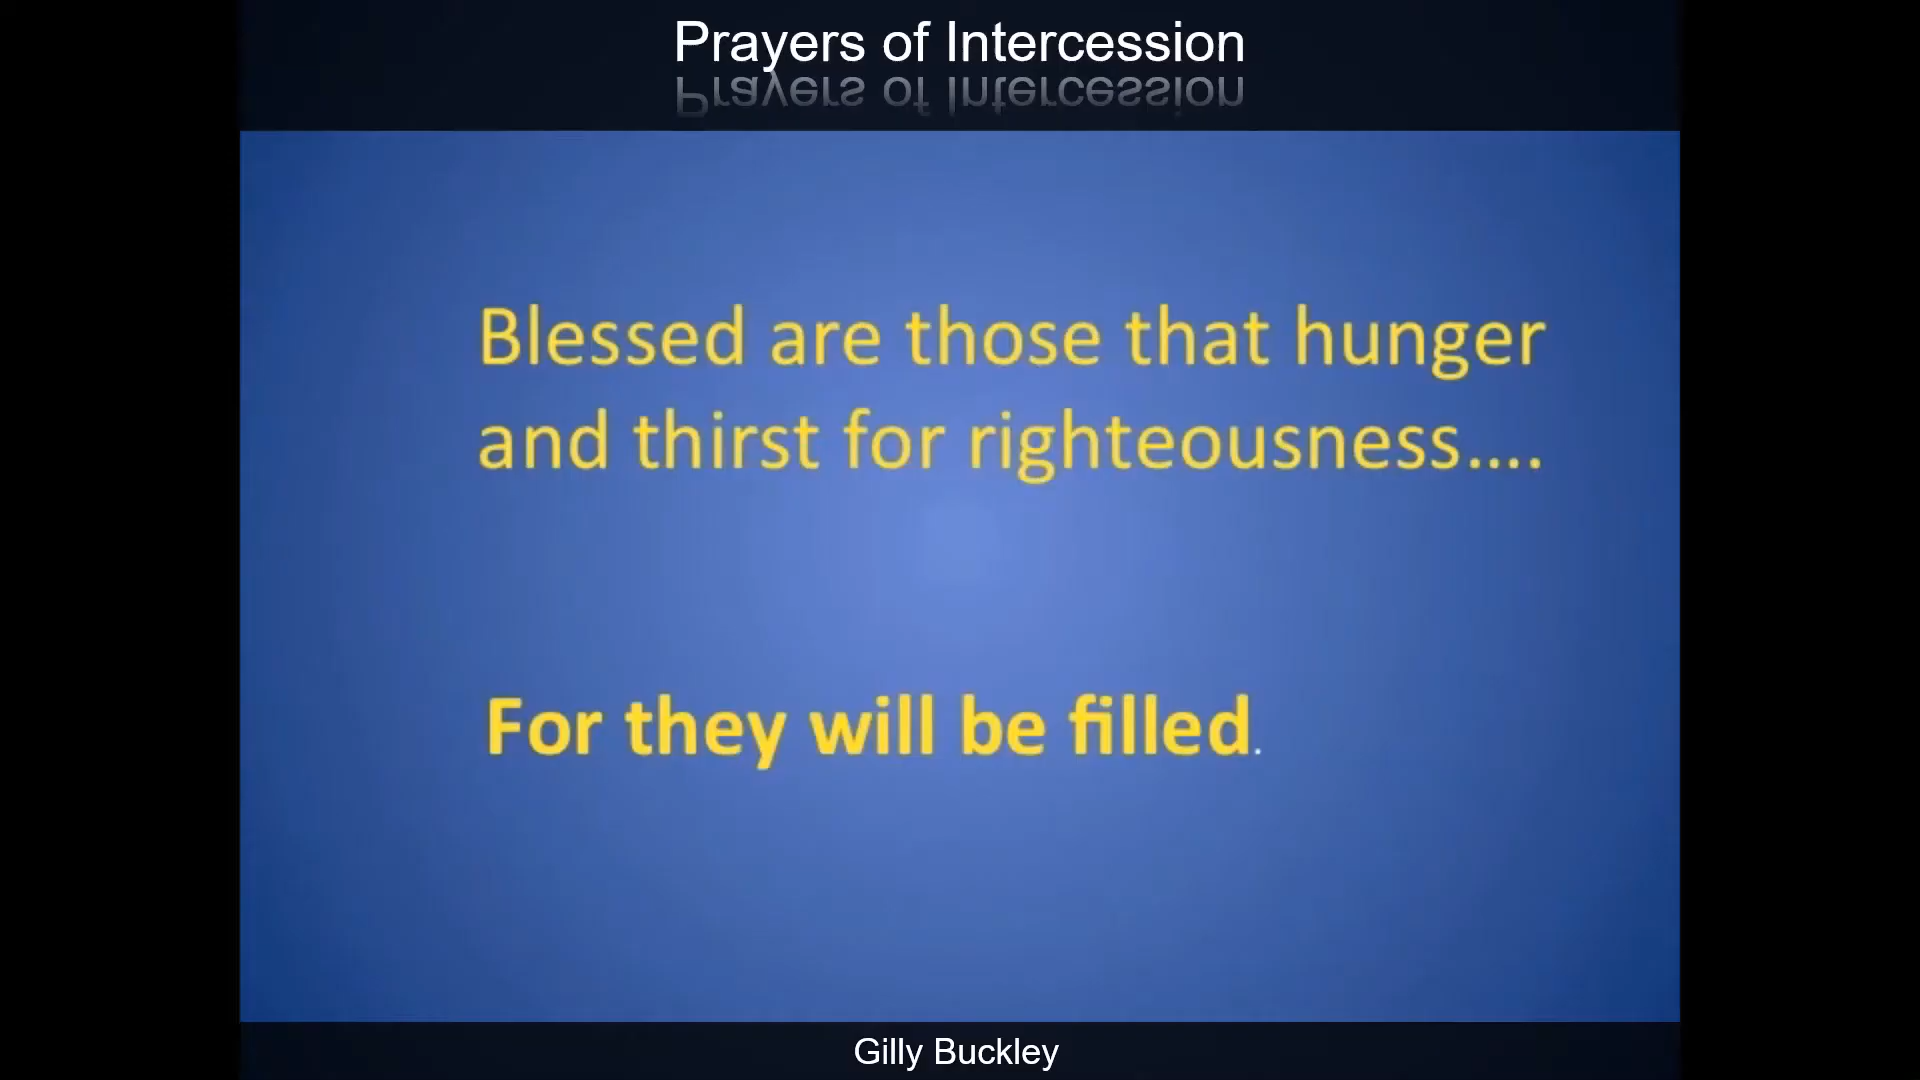 Prayers of Intercession
Blessed are those that hunger
and thirst for righteousness....
For they will be filled.
Gilly Buckley